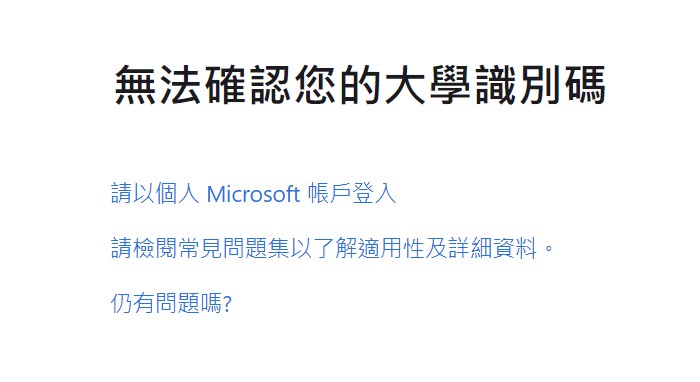 無法確認您的大學識別碼
請以個人 Microsoft 帳戶登入
請檢閱常見問題集以了解適用性及詳細資料。
仍有問題嗎?